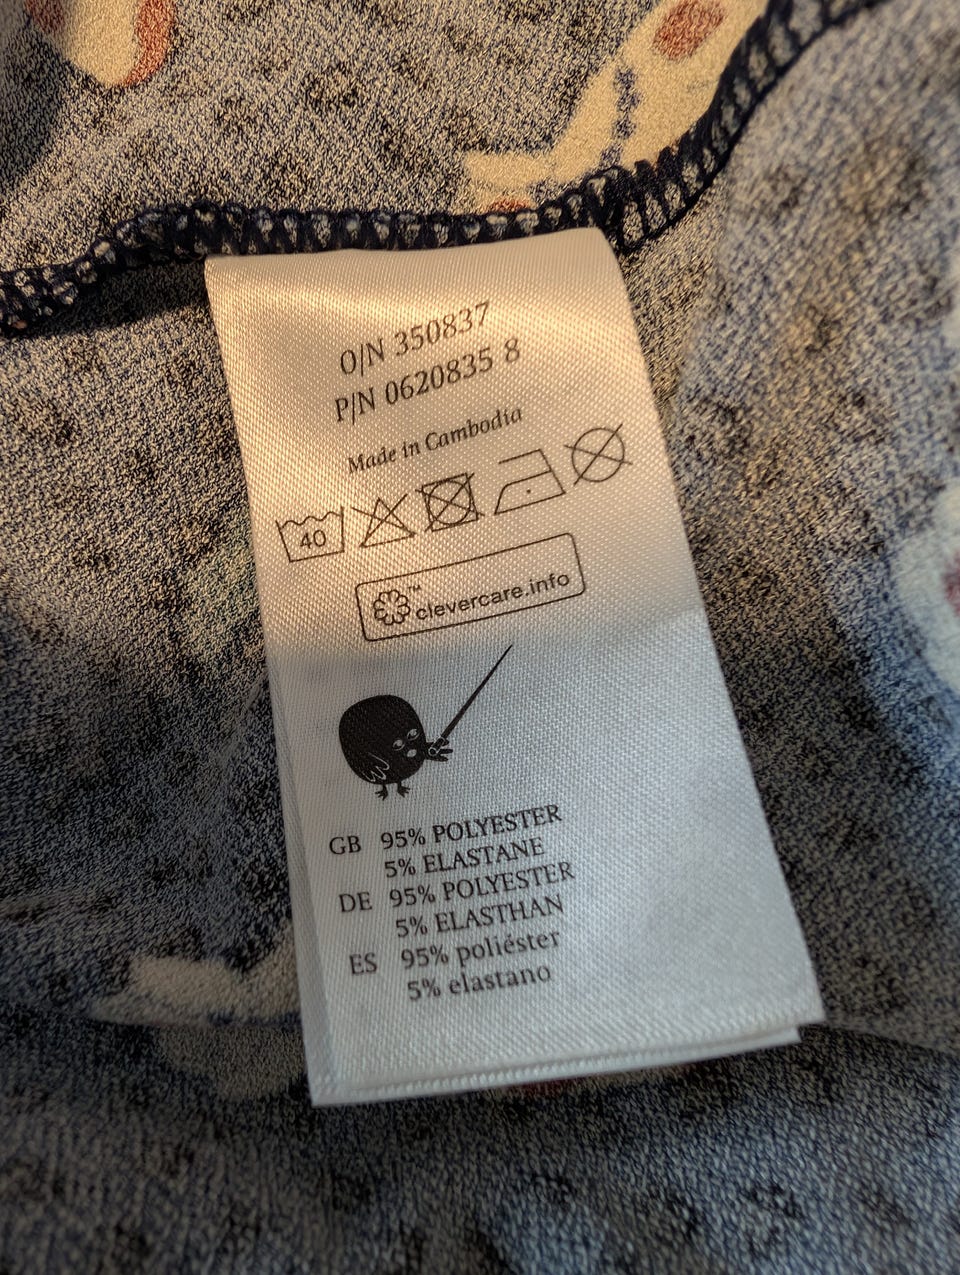 O/N 350837
P/N 0620835 8
Made in Cambodia
40
clevercare.info™
GB 95% POLYESTER
5% ELASTANE
DE 95% POLYESTER
5% ELASTHAN
ES 95% poliéster
5% elastano